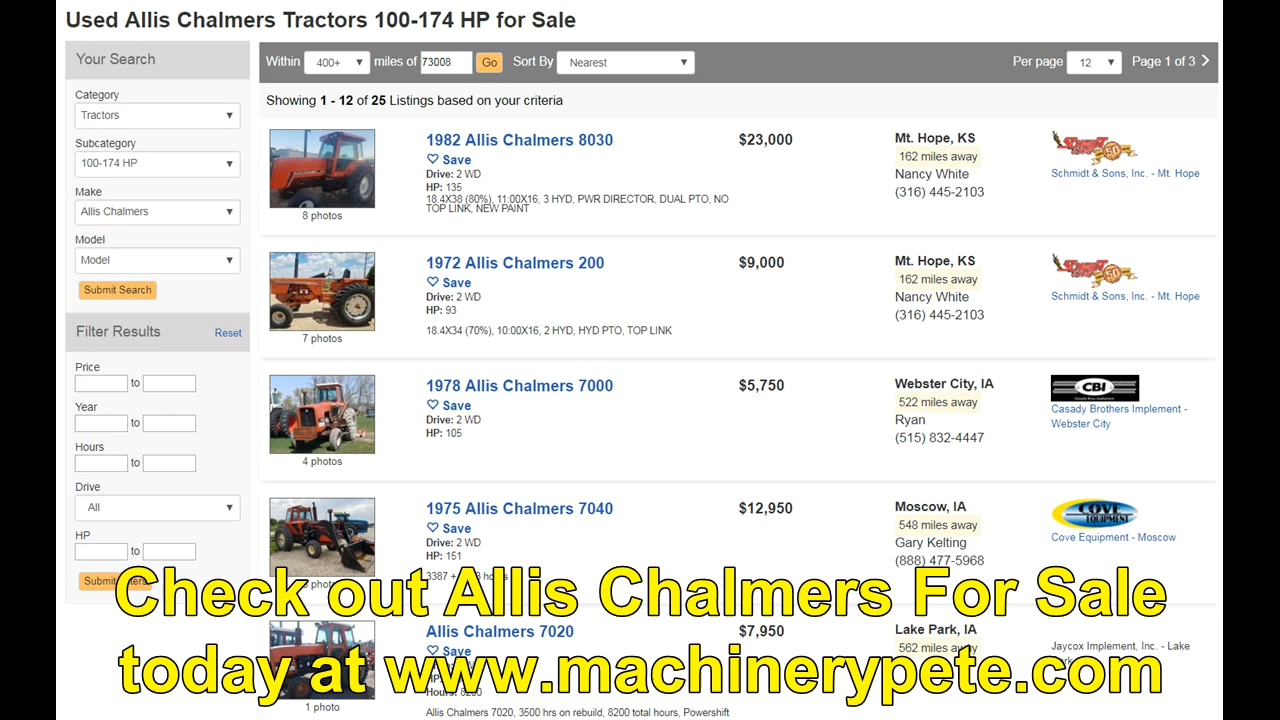 Used Allis Chalmers Tractors 100-174 HP for Sale
Your Search
Category
Tractors
Subcategory
100-174 HP
Make
Allis Chalmers
Model
Model
Submit Search
Filter Results Reset
Price
to
Year
to
Hours
to
Drive
All
HP
to
Submit
Within 400+ miles of 73008 Go Sort By Nearest Per page 12 Page 1 of 3
Showing 1 - 12 of 25 Listings based on your criteria
8 photos
1982 Allis Chalmers 8030
Save
Drive: 2 WD
HP: 135
18.4X38 (80%), 11:00X16, 3 HYD, PWR DIRECTOR, DUAL PTO, NO
TOP LINK, NEW PAINT
$23,000
Mt. Hope, KS
162 miles away
Nancy White
(316) 445-2103
Schmidt & Sons, Inc. - Mt. Hope
7 photos
1972 Allis Chalmers 200
Save
Drive: 2 WD
HP: 93
18.4X34 (70%), 10:00X16, 2 HYD, HYD PTO, TOP LINK
$9,000
Mt. Hope, KS
162 miles away
Nancy White
(316) 445-2103
Schmidt & Sons, Inc. - Mt. Hope
4 photos
1978 Allis Chalmers 7000
Save
Drive: 2 WD
HP: 105
$5,750
Webster City, IA
522 miles away
Ryan
(515) 832-4447
CBI
Casady Brothers Implement -
Webster City
photos
1975 Allis Chalmers 7040
Save
Drive: 2 WD
HP: 151
3387 +
$12,950
Moscow, IA
548 miles away
Gary Kelting
(888) 477-5968
COVE
EQUIPMENT
Cove Equipment - Moscow
1 photo
Allis Chalmers 7020
Save
Hours: 8200
Allis Chalmers 7020, 3500 hrs on rebuild, 8200 total hours, Powershift
$7,950
Lake Park, IA
562 miles away
Jaycox Implement, Inc. - Lake
Check out Allis Chalmers For Sale
today at www.machinerypete.com